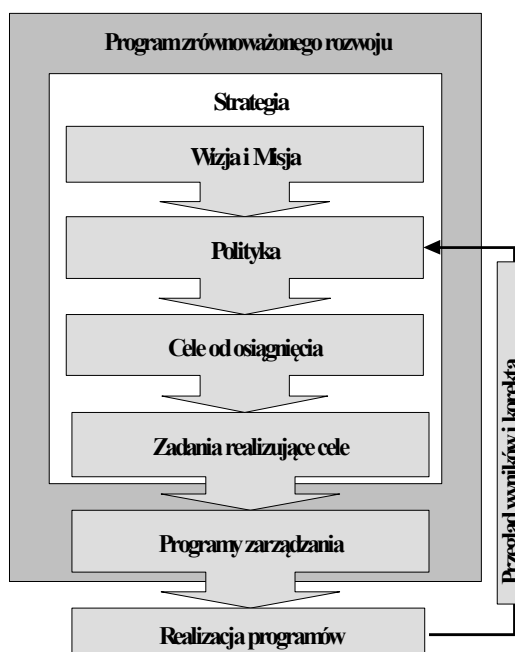 Program zrównoważonego rozwoju
Strategia
Wizja i Misja
Polityka
Cele od osiągnięcia
Zadania realizujące cele
Programy zarządzania
Realizacja programów
Przegląd wyników i korekta